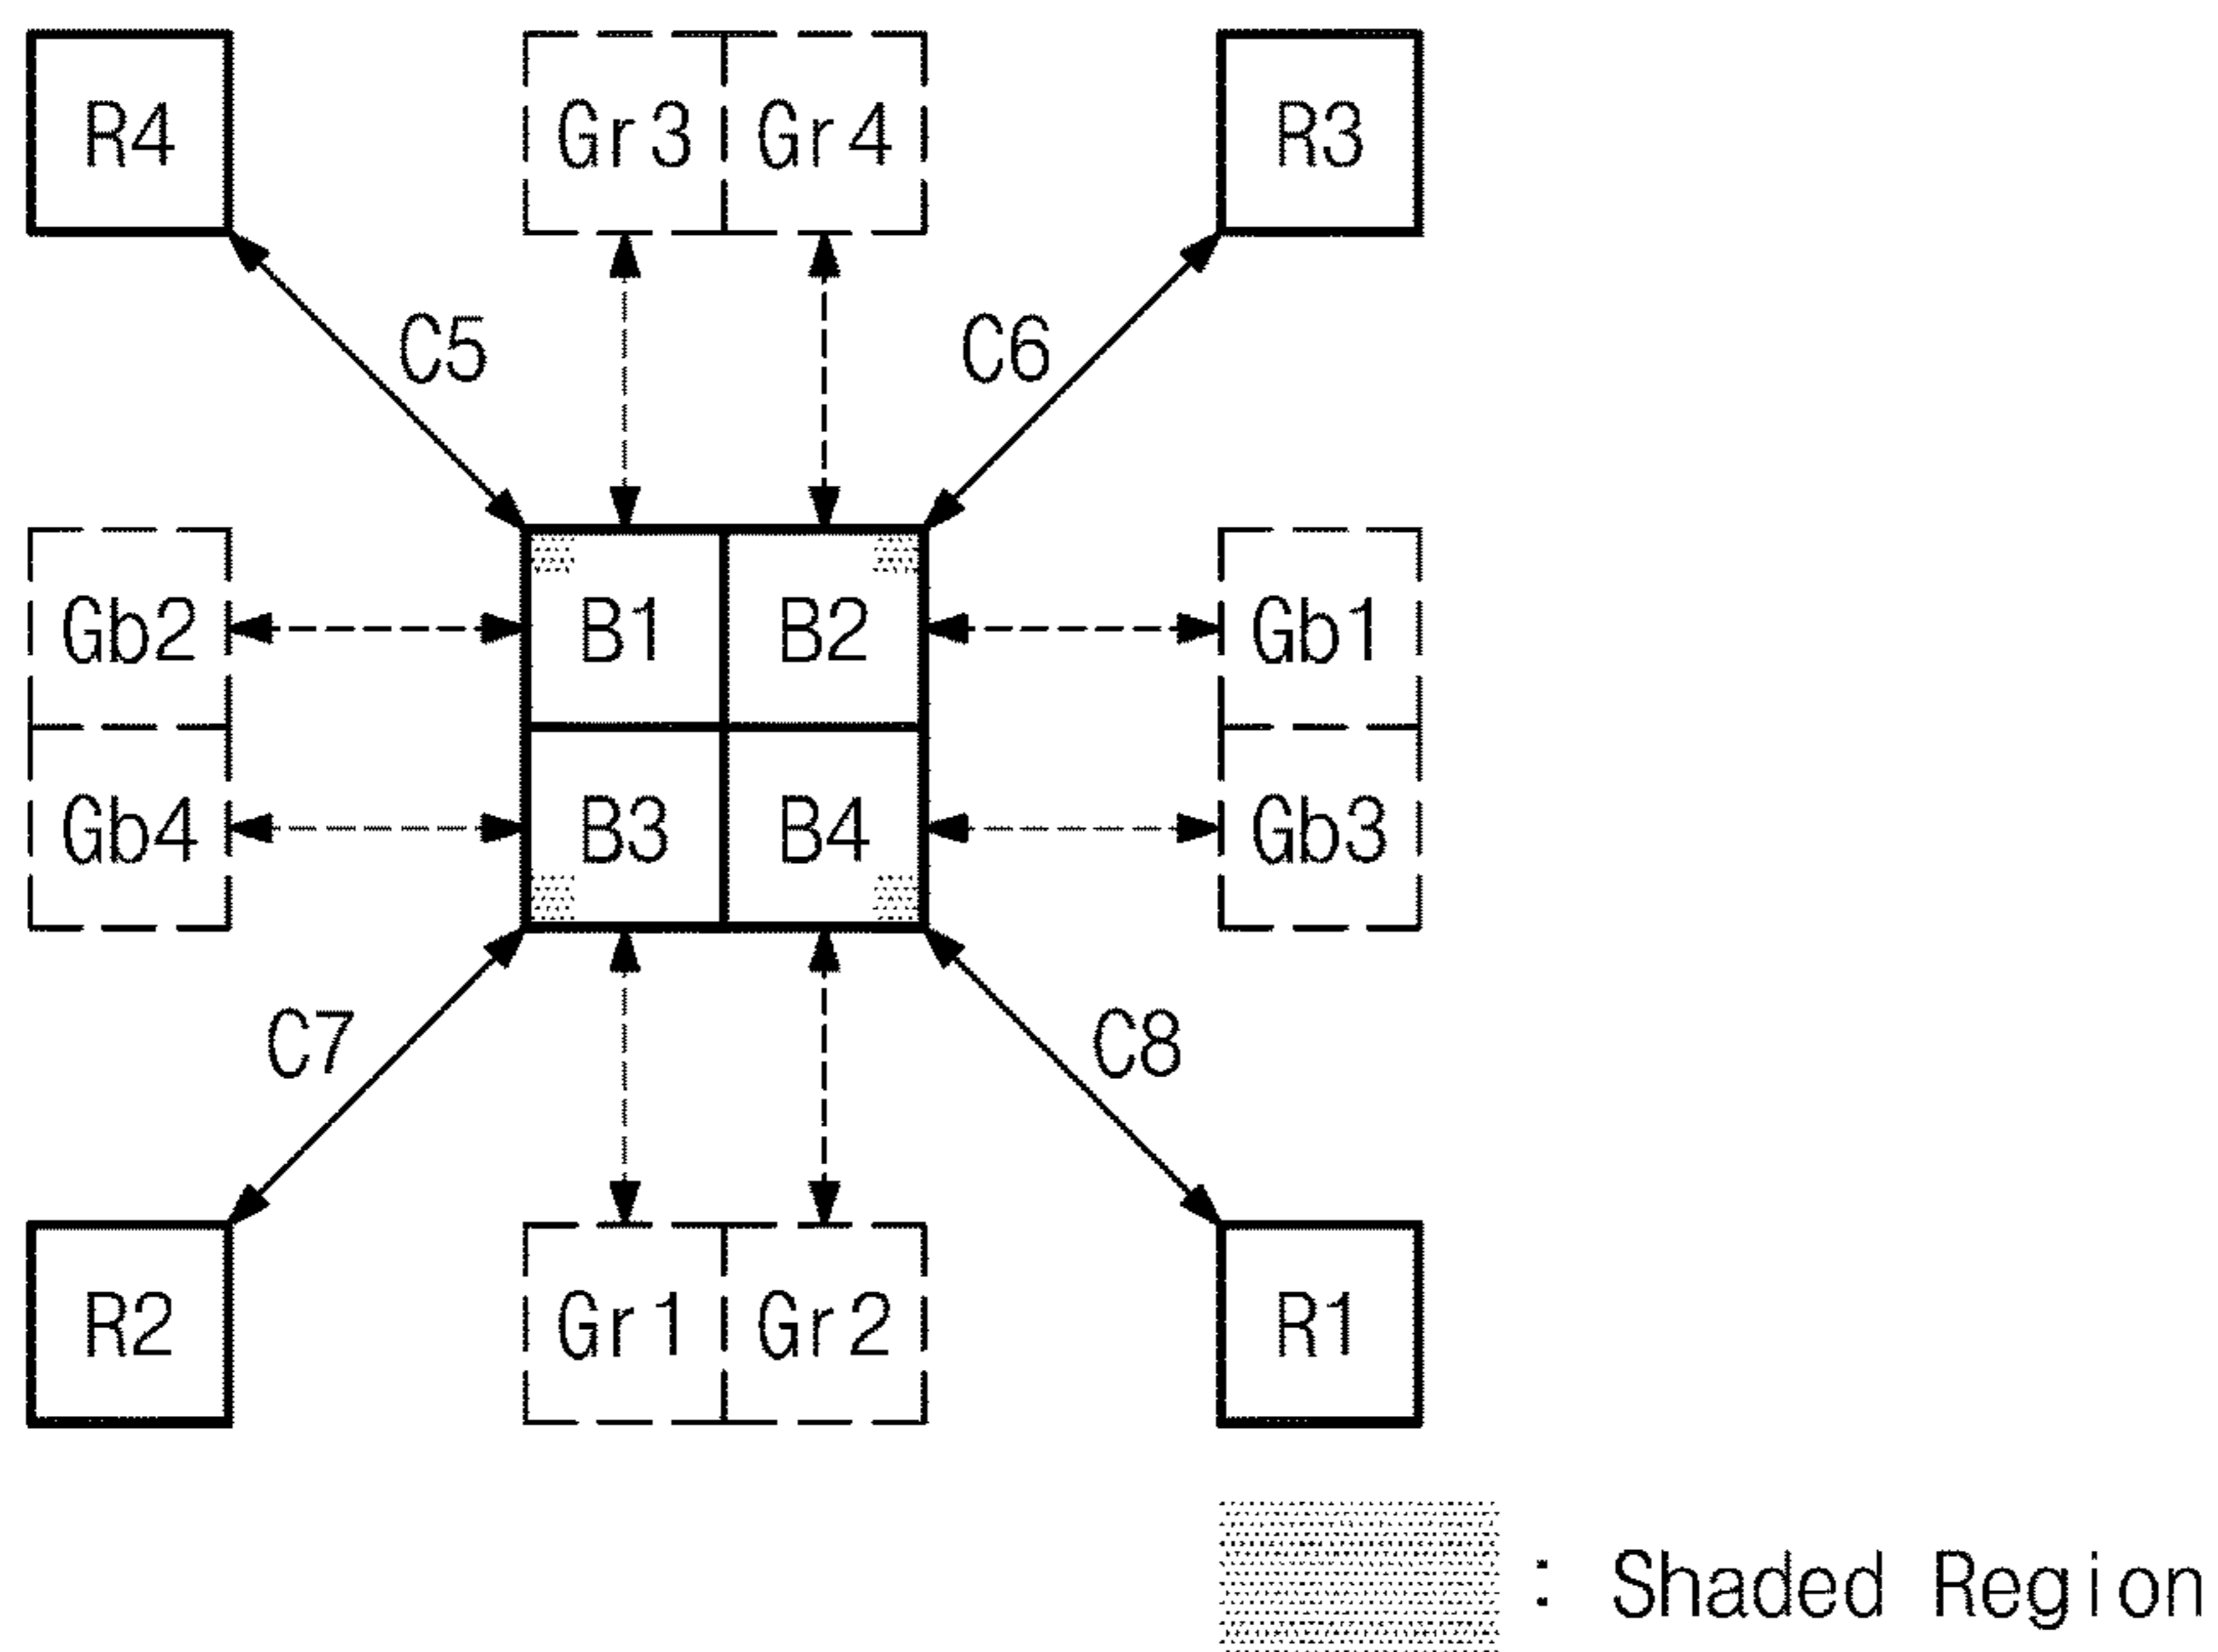 R4 Gr3 Gr4 R3
C5 C6
Gb2 B1 B2 Gb1
Gb4 B3 B4 Gb3
C7 C8
R2 Gr1 Gr2 R1
: Shaded Region